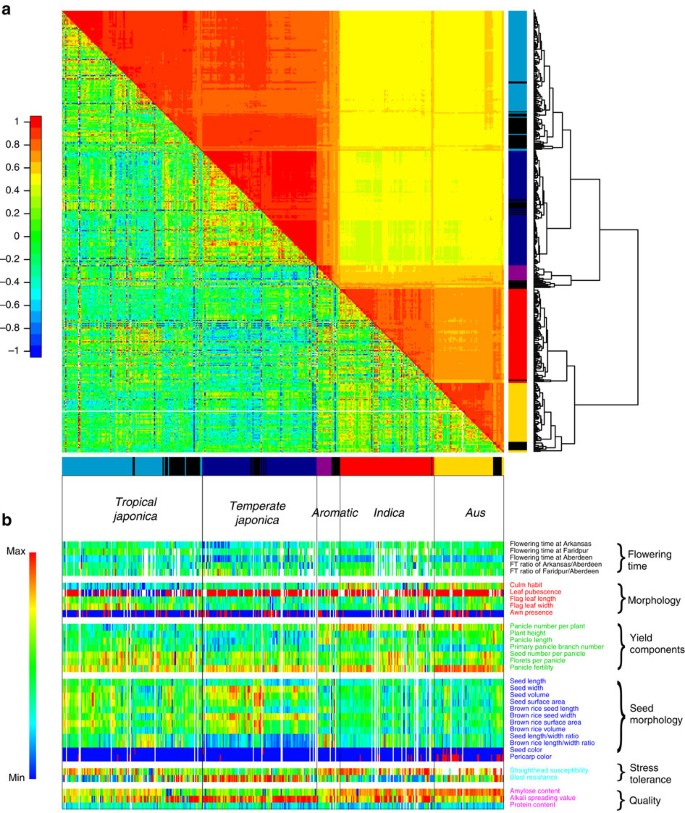 a
1
0.8
0.6
0.4
0.2
0
−0.2
−0.4
−0.6
−0.8
−1
Tropical
japonica
Temperate
japonica
Aromatic
Indica
Aus
b
Max
Min
Flowering time at Arkansas
Flowering time at Faridpur
Flowering time at Aberdeen
FT ratio of Arkansas/Aberdeen
FT ratio of Faridpur/Aberdeen
Flowering
time
Culm habit
Leaf pubescence
Flag leaf length
Flag leaf width
Awn presence
Morphology
Panicle number per plant
Plant height
Panicle length
Primary panicle branch number
Seed number per panicle
Florets per panicle
Panicle fertility
Yield
components
Seed length
Seed width
Seed volume
Seed surface area
Brown rice seed length
Brown rice seed width
Brown rice surface area
Brown rice volume
Seed length/width ratio
Brown rice length/width ratio
Seed color
Pericarp color
Seed
morphology
Straighthead susceptibility
Blast resistance
Stress
tolerance
Amylose content
Alkali spreading value
Protein content
Quality